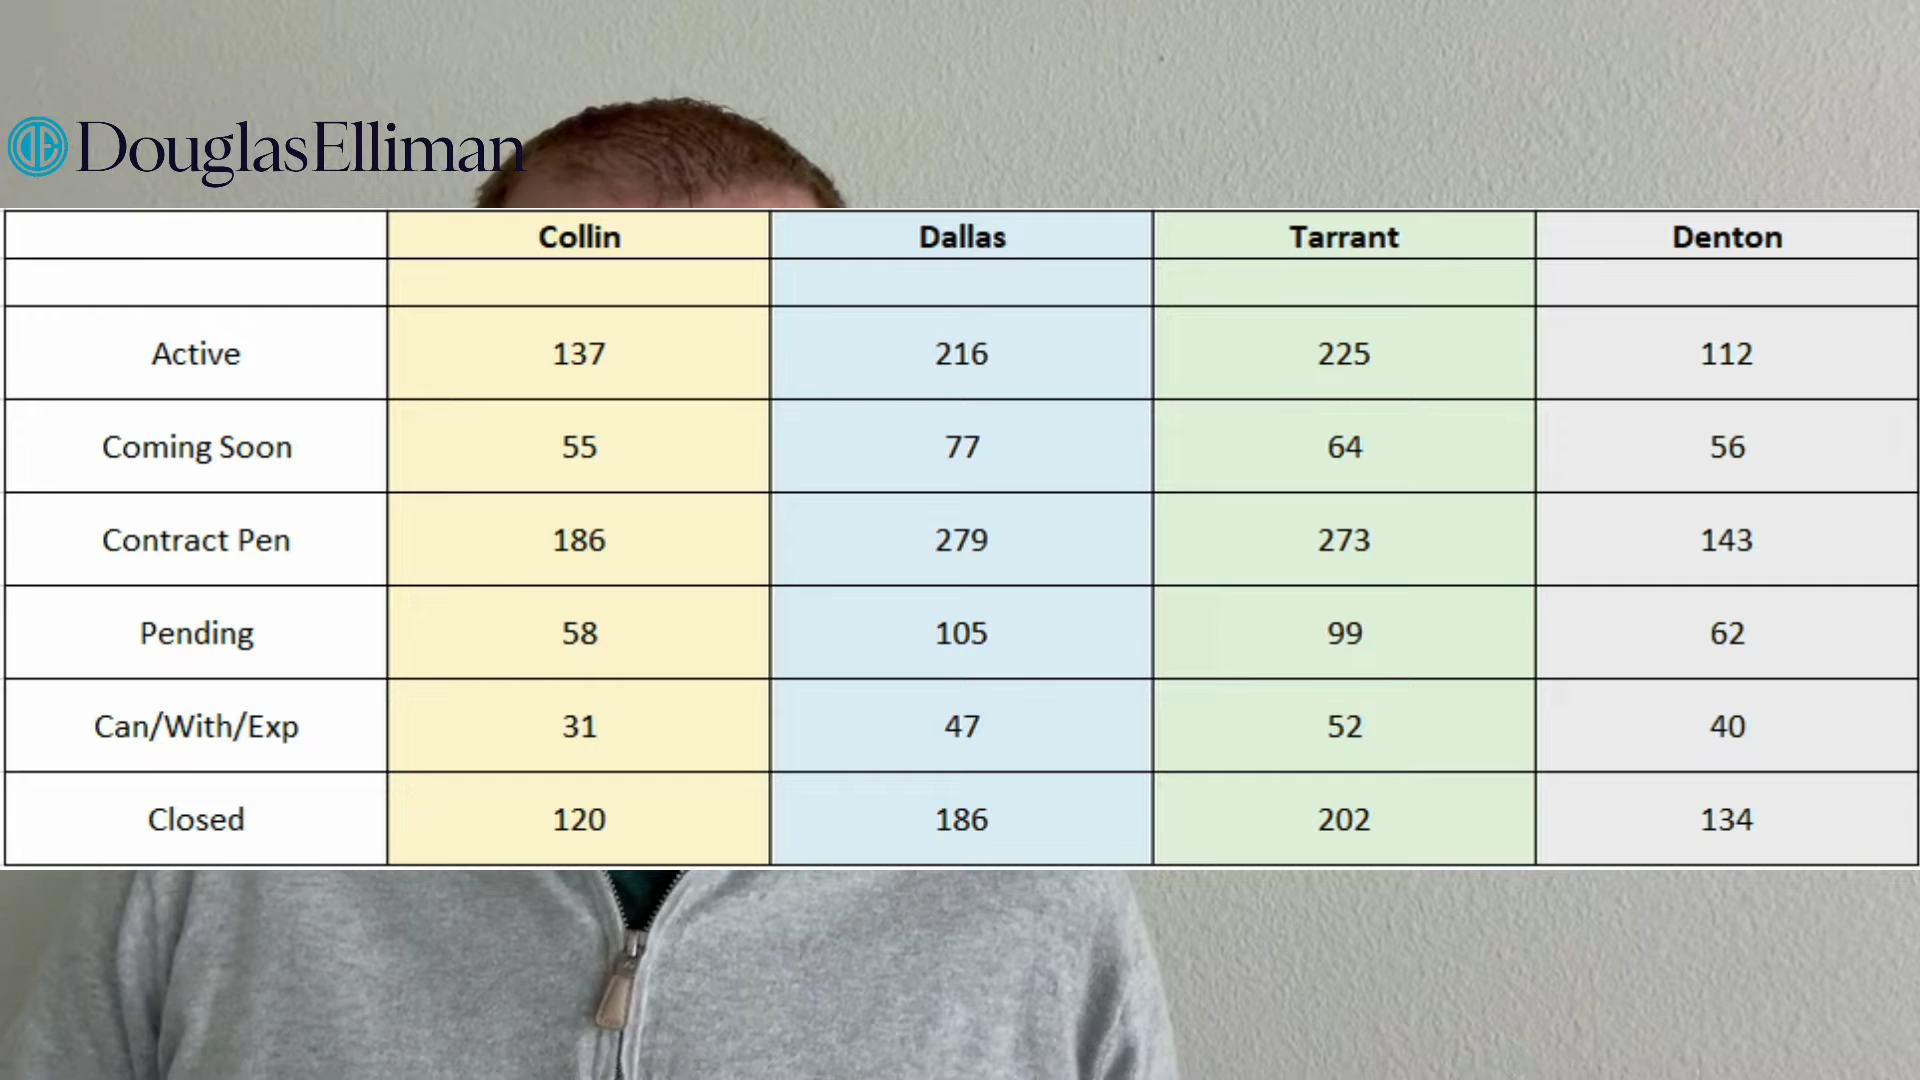 DouglasElliman
Collin Dallas Tarrant Denton
Active 137 216 225 112
Coming Soon 55 77 64 56
Contract Pen 186 279 273 143
Pending 58 105 99 62
Can/With/Exp 31 47 52 40
Closed 120 186 202 134